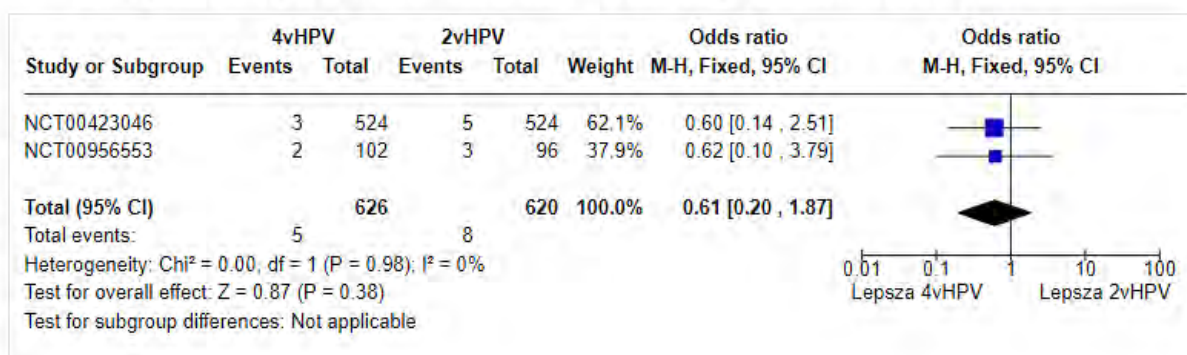 4vHPV 2vHPV Odds ratio Odds ratio
Study or Subgroup Events Total Events Total Weight M-H, Fixed, 95% CI M-H, Fixed, 95% CI
NCT00423046 3 524 5 524 62.1% 0.60 [0.14 , 2.51]
NCT00956553 2 102 3 96 37.9% 0.62 [0.10 , 3.79]
Total (95% CI) 626 620 100.0% 0.61 [0.20 , 1.87]
Total events: 5 8
Heterogeneity: Chi² = 0.00, df = 1 (P = 0.98); I² = 0%
0.01 0.1 1 10 100
Test for overall effect: Z = 0.87 (P = 0.38)
Lepsza 4vHPV Lepsza 2vHPV
Test for subgroup differences: Not applicable